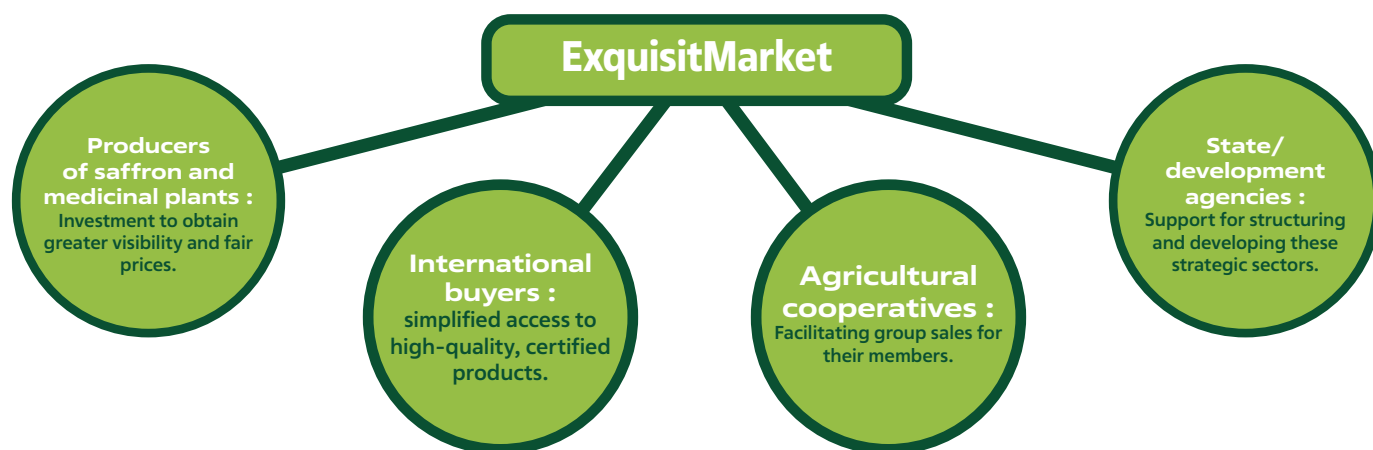 ExquisitMarket
Producers
of saffron and
medicinal plants :
Investment to obtain
greater visibility and fair
prices.
International
buyers :
simplified access to
high-quality, certified
products.
Agricultural
cooperatives :
Facilitating group sales for
their members.
State/
development
agencies :
Support for structuring
and developing these
strategic sectors.